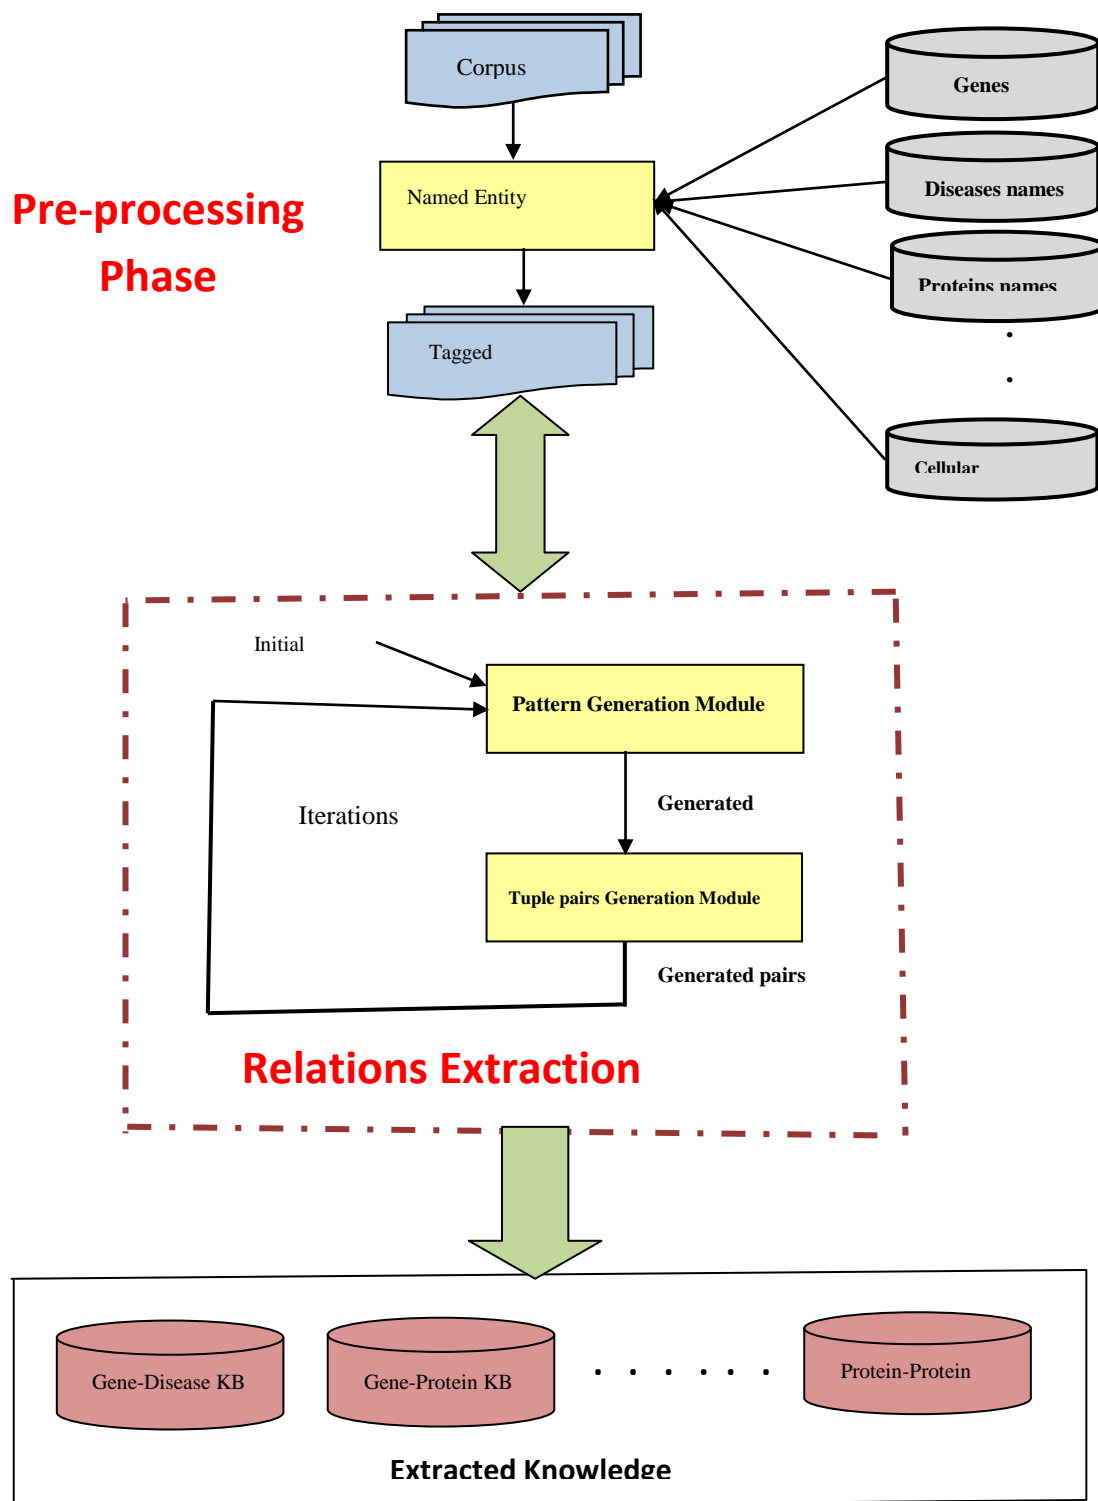 Corpus
Genes
Pre-processing
Phase
Named Entity
Diseases names
Proteins names
Tagged
Cellular
Initial
Pattern Generation Module
Generated
Iterations
Tuple pairs Generation Module
Generated pairs
Relations Extraction
Gene-Disease KB
Gene-Protein KB
Protein-Protein
Extracted Knowledge